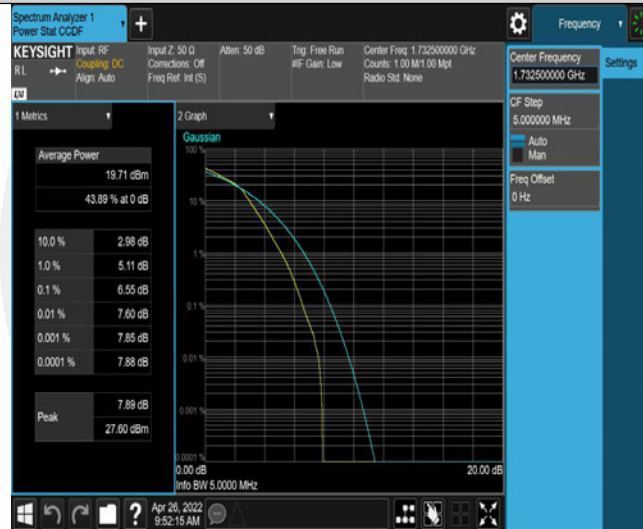 Spectrum Analyzer 1
Power Stat CCDF
Frequency
KEYSIGHT
Input: RF
Input Z: 50 Ω
Atten: 50 dB
Trig: Free Run
Center Freq: 1.732500000 GHz
R L
Coupling: DC
Corrections: Off
#IF Gain: Low
Counts: 1.00 M/1.00 Mpt
Align: Auto
Freq Ref: Int (S)
Radio Std: None
LXI
1 Metrics
2 Graph
Gaussian
Average Power
19.71 dBm
43.89 % at 0 dB
10.0 % 2.98 dB
1.0 % 5.11 dB
0.1 % 6.55 dB
0.01 % 7.60 dB
0.001 % 7.85 dB
0.0001 % 7.88 dB
Peak
7.89 dB
27.60 dBm
100 %
10 %
1 %
0.1 %
0.01 %
0.001 %
0.0001 %
0.00 dB
20.00 dB
Info BW 5.0000 MHz
Center Frequency
1.732500000 GHz
Settings
CF Step
5.000000 MHz
Auto
Man
Freq Offset
0 Hz
?
Apr 26, 2022
9:52:15 AM